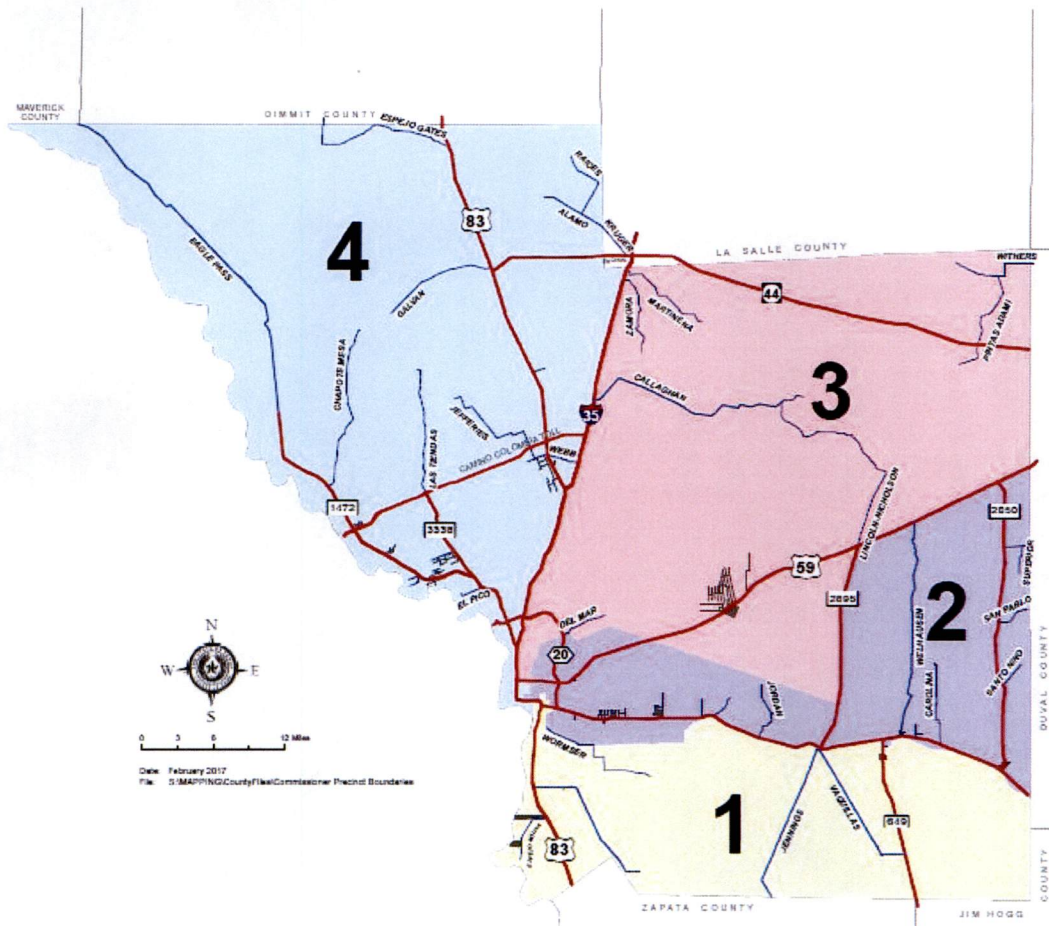 MAVERICK
COUNTY
DIMMIT COUNTY
ESPEJO GATES
RAICES
ALAMO
KRUGER
83
4
EAGLE PASS
LA SALLE COUNTY
WITHERS
GALVAN
44
ZAMORA
MARTINENA
PINTAS ADAMI
CHAPOTE MESA
3
CALLAGHAN
35
LAS TIENDAS
JEFFERIES
CAMINO COLOMBIA TOLL
WEBB
1472
3338
LINCOLN-NICHOLSON
2050
59
SUPERIOR
EL PICO
2895
DEL MAR
2
SAN PABLO
WELHAUSEN
20
SANTO NINO
CAROLINA
DUVAL COUNTY
JORDAN
N
W
E
S
WORMSER
0 3 6 12 Miles
Date: February 2017
File: S:\MAPPING\CountyFiles\Commissioner Precinct Boundaries
1
VAQUILLAS
JENNINGS
649
83
COUNTY
ZAPATA COUNTY
JIM HOGG